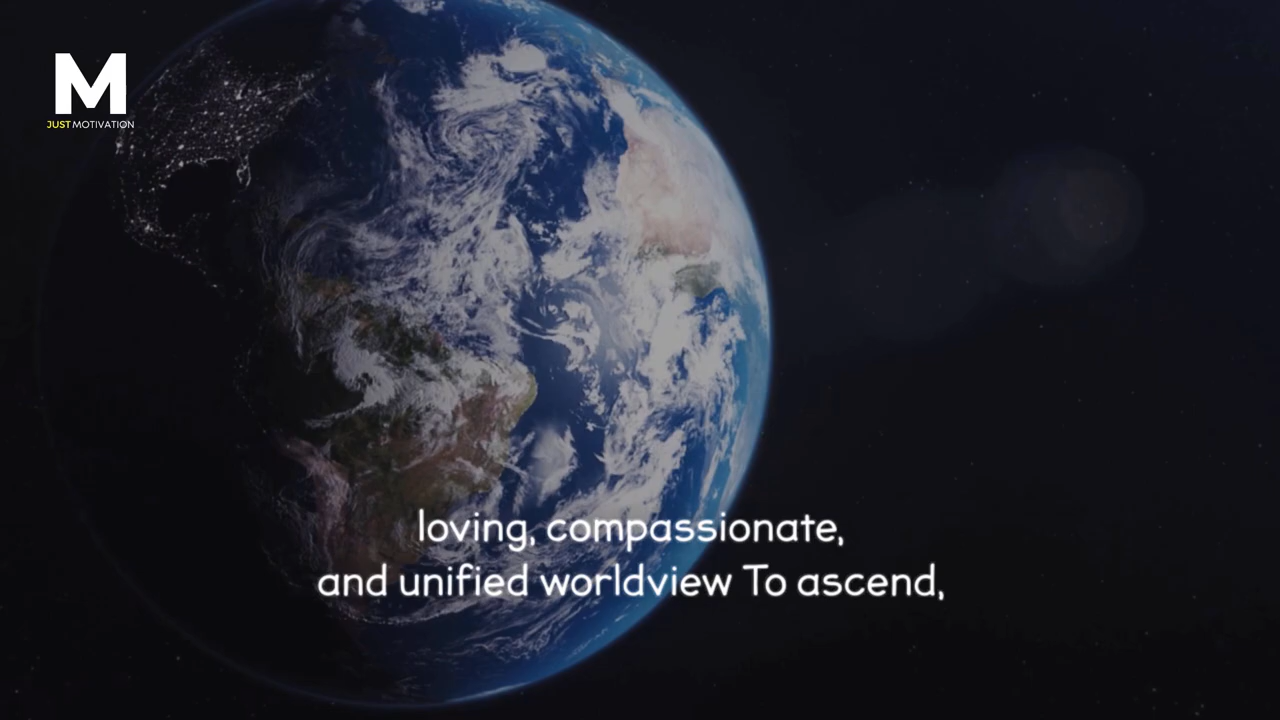 M
JUST MOTIVATION
loving, compassionate,
and unified worldview To ascend,